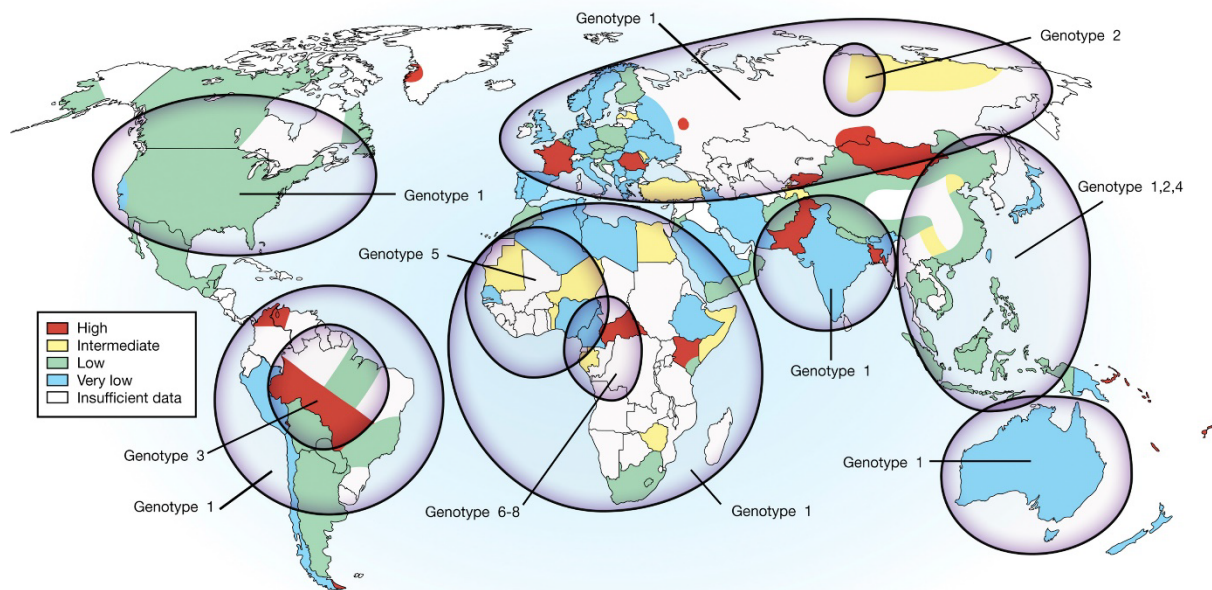 Genotype 1
Genotype 2
Genotype 1,2,4
Genotype 1
Genotype 5
High
Intermediate
Low
Very low
Insufficient data
Genotype 1
Genotype 3
Genotype 1
Genotype 1
Genotype 6-8
Genotype 1